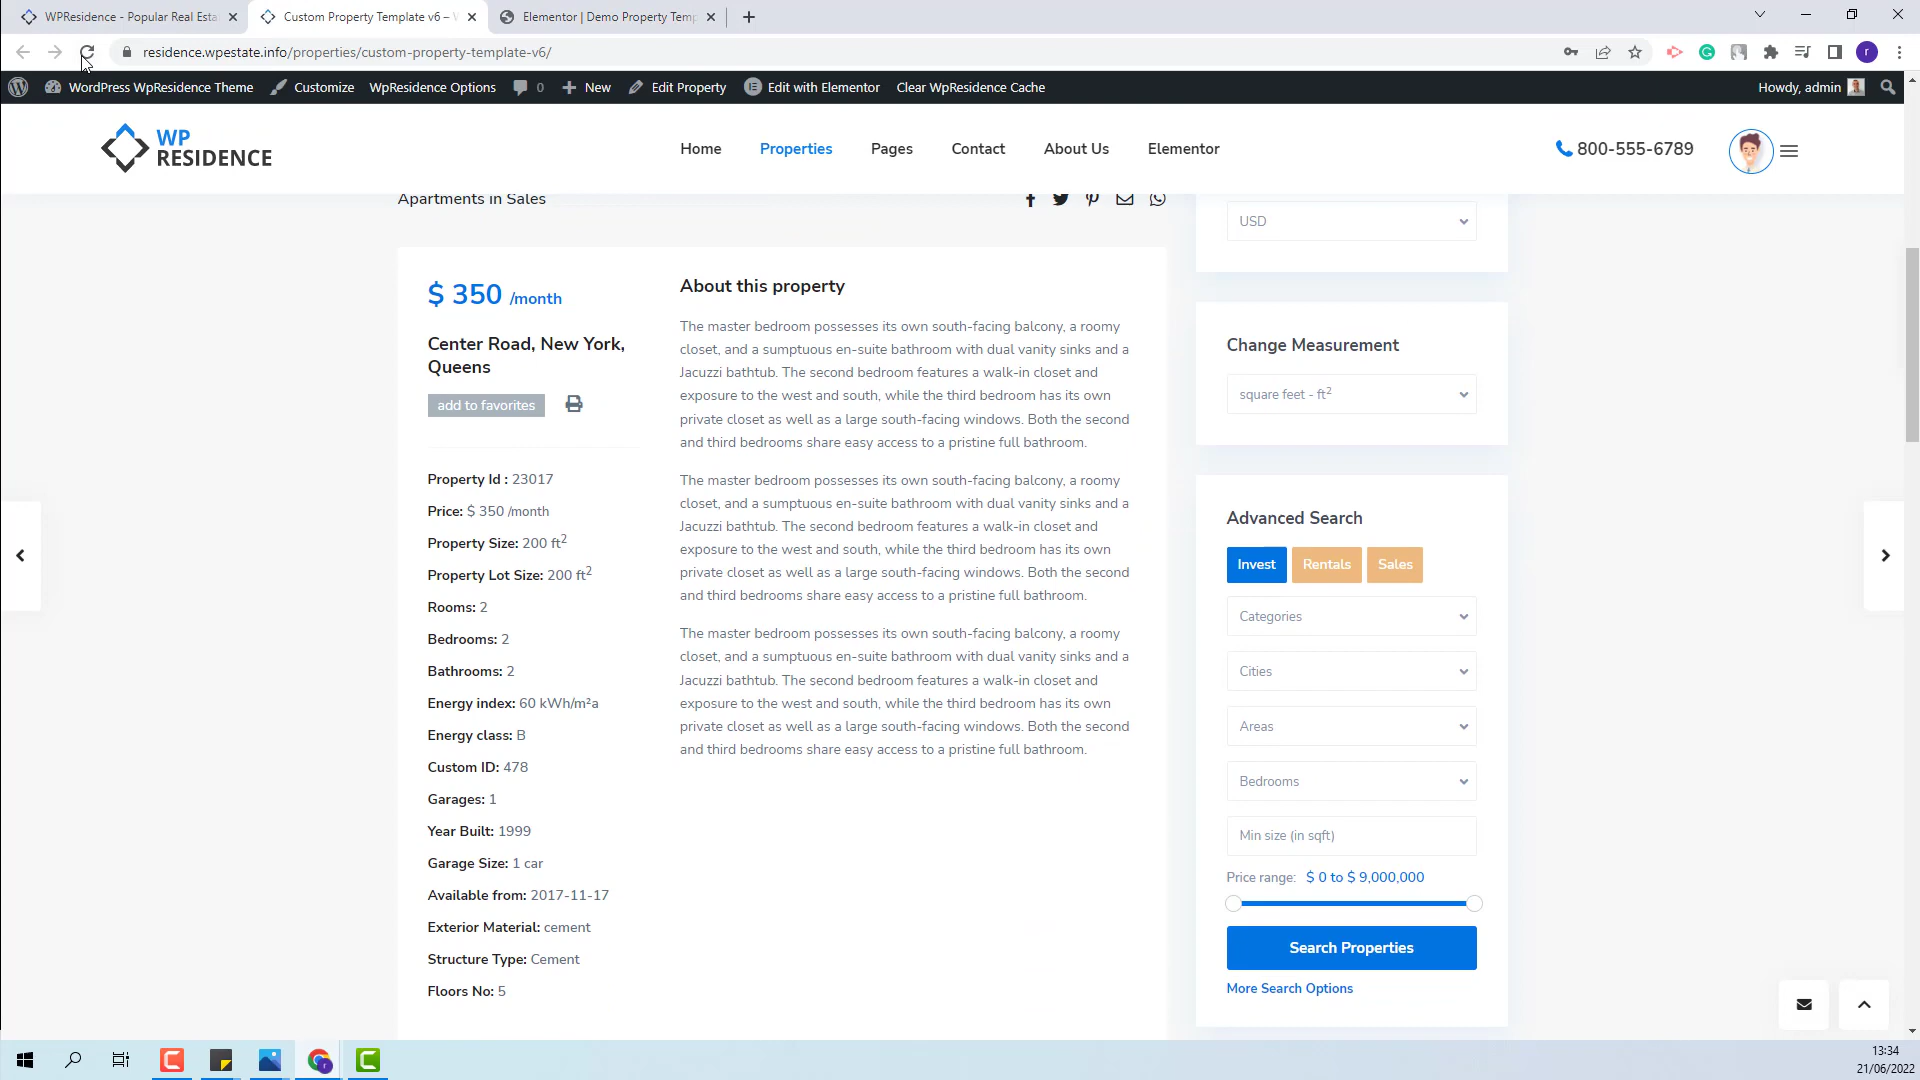 WPResidence - Popular Real Esta
Custom Property Template v6 – W
Elementor | Demo Property Temp
residence.wpestate.info/properties/custom-property-template-v6/
WordPress WpResidence Theme
Customize
WpResidence Options
0
New
Edit Property
Edit with Elementor
Clear WpResidence Cache
Howdy, admin
WP
RESIDENCE
Home
Properties
Pages
Contact
About Us
Elementor
800-555-6789
Apartments in Sales
$ 350 /month
Center Road, New York,
Queens
add to favorites
Property Id : 23017
Price: $ 350 /month
Property Size: 200 ft2
Property Lot Size: 200 ft2
Rooms: 2
Bedrooms: 2
Bathrooms: 2
Energy index: 60 kWh/m²a
Energy class: B
Custom ID: 478
Garages: 1
Year Built: 1999
Garage Size: 1 car
Available from: 2017-11-17
Exterior Material: cement
Structure Type: Cement
Floors No: 5
About this property
The master bedroom possesses its own south-facing balcony, a roomy
closet, and a sumptuous en-suite bathroom with dual vanity sinks and a
Jacuzzi bathtub. The second bedroom features a walk-in closet and
exposure to the west and south, while the third bedroom has its own
private closet as well as a large south-facing windows. Both the second
and third bedrooms share easy access to a pristine full bathroom.
The master bedroom possesses its own south-facing balcony, a roomy
closet, and a sumptuous en-suite bathroom with dual vanity sinks and a
Jacuzzi bathtub. The second bedroom features a walk-in closet and
exposure to the west and south, while the third bedroom has its own
private closet as well as a large south-facing windows. Both the second
and third bedrooms share easy access to a pristine full bathroom.
The master bedroom possesses its own south-facing balcony, a roomy
closet, and a sumptuous en-suite bathroom with dual vanity sinks and a
Jacuzzi bathtub. The second bedroom features a walk-in closet and
exposure to the west and south, while the third bedroom has its own
private closet as well as a large south-facing windows. Both the second
and third bedrooms share easy access to a pristine full bathroom.
USD
Change Measurement
square feet - ft2
Advanced Search
Invest
Rentals
Sales
Categories
Cities
Areas
Bedrooms
Min size (in sqft)
Price range: $ 0 to $ 9,000,000
Search Properties
More Search Options
13:34
21/06/2022